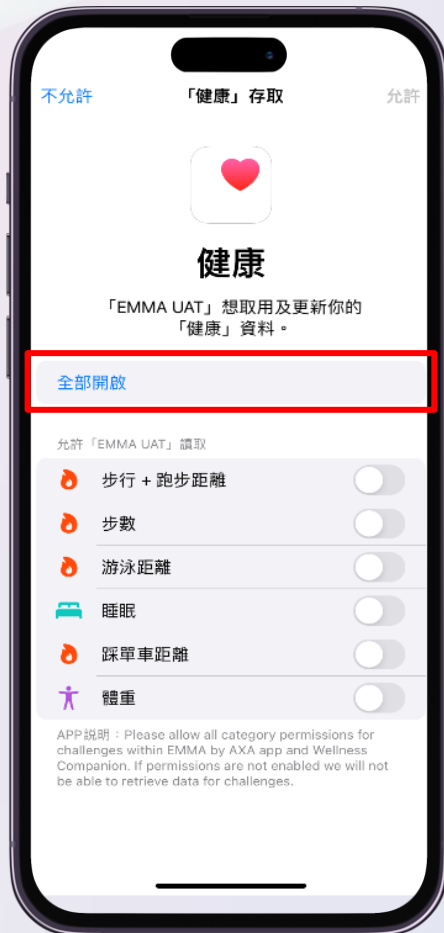 不允許
「健康」存取
允許
健康
「EMMA UAT」想取用及更新你的
「健康」資料。
全部開啟
允許「EMMA UAT」讀取
步行 + 跑步距離
步數
游泳距離
睡眠
踩單車距離
體重
APP説明：Please allow all category permissions for
challenges within EMMA by AXA app and Wellness
Companion. If permissions are not enabled we will not
be able to retrieve data for challenges.